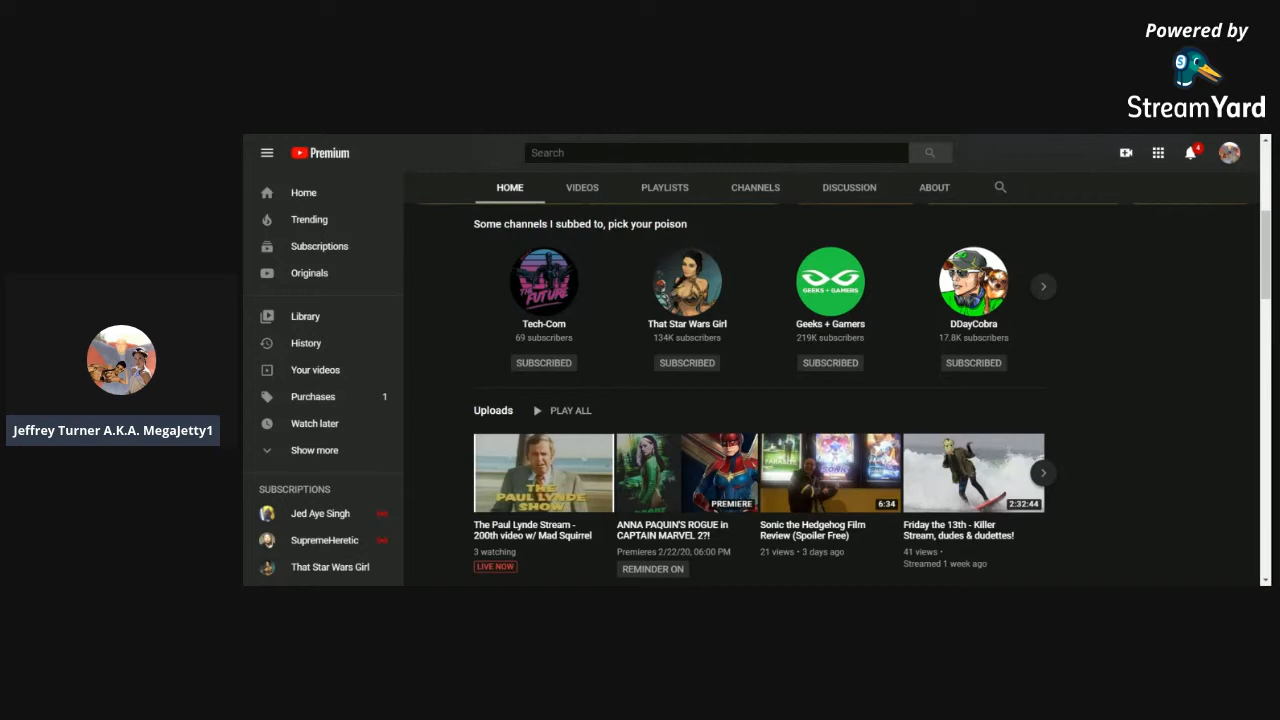 Powered by
StreamYard
Premium
Search
4
HOME
VIDEOS
PLAYLISTS
CHANNELS
DISCUSSION
ABOUT
Home
Trending
Subscriptions
Originals
Library
History
Your videos
Purchases 1
Watch later
Show more
SUBSCRIPTIONS
Jed Aye Singh
SupremeHeretic
That Star Wars Girl
Jeffrey Turner A.K.A. MegaJetty1
Some channels I subbed to, pick your poison
THE FUTURE
GEEKS + GAMERS
Tech-Com
69 subscribers
SUBSCRIBED
That Star Wars Girl
134K subscribers
SUBSCRIBED
Geeks + Gamers
219K subscribers
SUBSCRIBED
DDayCobra
17.8K subscribers
SUBSCRIBED
Uploads
PLAY ALL
THE
PAUL LYNDE
SHOW
The Paul Lynde Stream -
200th video w/ Mad Squirrel
3 watching
LIVE NOW
PREMIERE
ANNA PAQUIN'S ROGUE in
CAPTAIN MARVEL 2?!
Premieres 2/22/20, 06:00 PM
REMINDER ON
PARASITE
6:34
Sonic the Hedgehog Film
Review (Spoiler Free)
21 views • 3 days ago
2:32:44
Friday the 13th - Killer
Stream, dudes & dudettes!
41 views •
Streamed 1 week ago